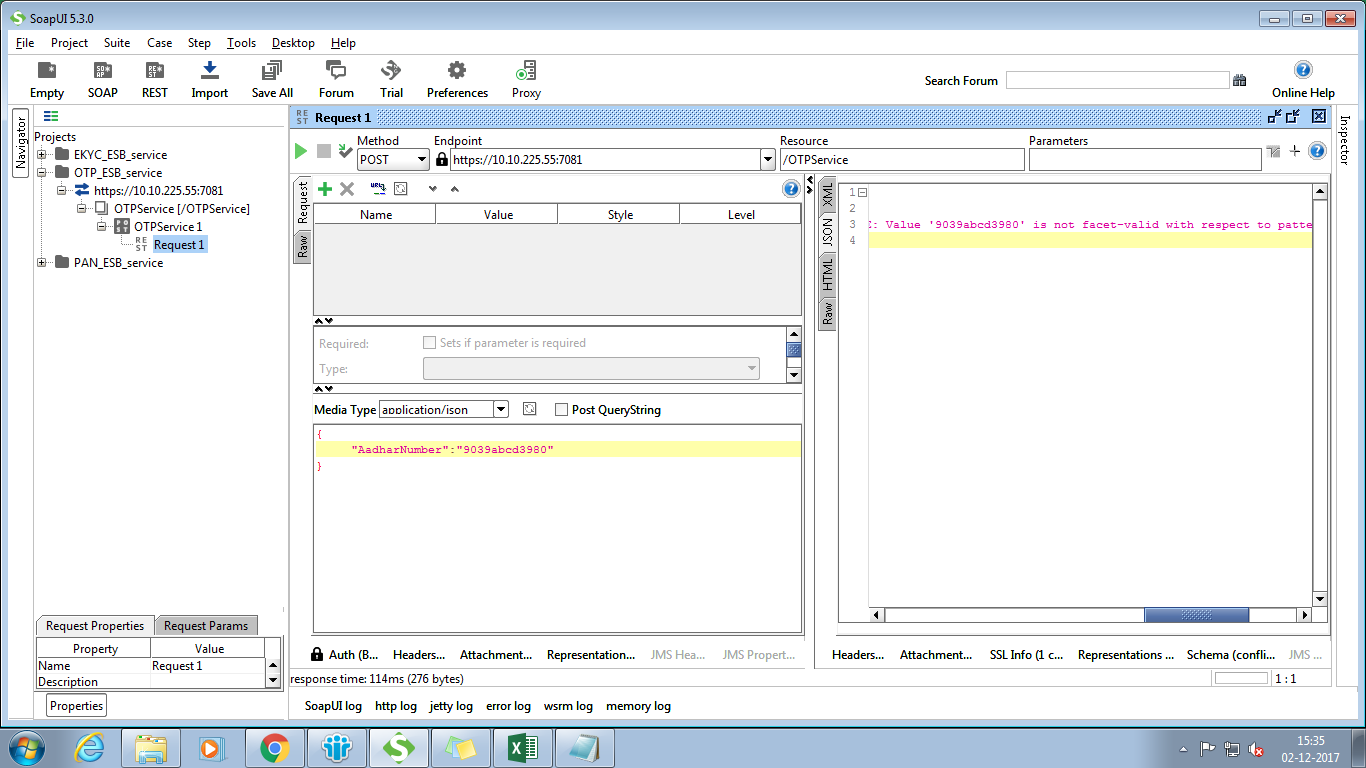 SoapUI 5.3.0
File Project Suite Case Step Tools Desktop Help
Empty SOAP REST Import Save All Forum Trial Preferences Proxy Search Forum Online Help
Navigator
Projects
EKYC_ESB_service
OTP_ESB_service
https://10.10.225.55:7081
OTPService [/OTPService]
OTPService 1
Request 1
PAN_ESB_service
Request 1
Method Endpoint Resource Parameters
POST https://10.10.225.55:7081 /OTPService
Inspector
Request
Raw
Name Value Style Level
Required: Sets if parameter is required
Type:
Media Type application/json Post QueryString
{
"AadharNumber":"9039abcd3980"
}
XML
JSON
HTML
Raw
1
2
3 E: Value '9039abcd3980' is not facet-valid with respect to patte
4
Auth (B... Headers... Attachment... Representation... JMS Hea... JMS Propert...
Headers... Attachment... SSL Info (1 c... Representations ... Schema (confli... JMS ...
response time: 114ms (276 bytes)
1 : 1
Request Properties Request Params
Property Value
Name Request 1
Description
Properties
SoapUI log http log jetty log error log wsrm log memory log
15:35
02-12-2017